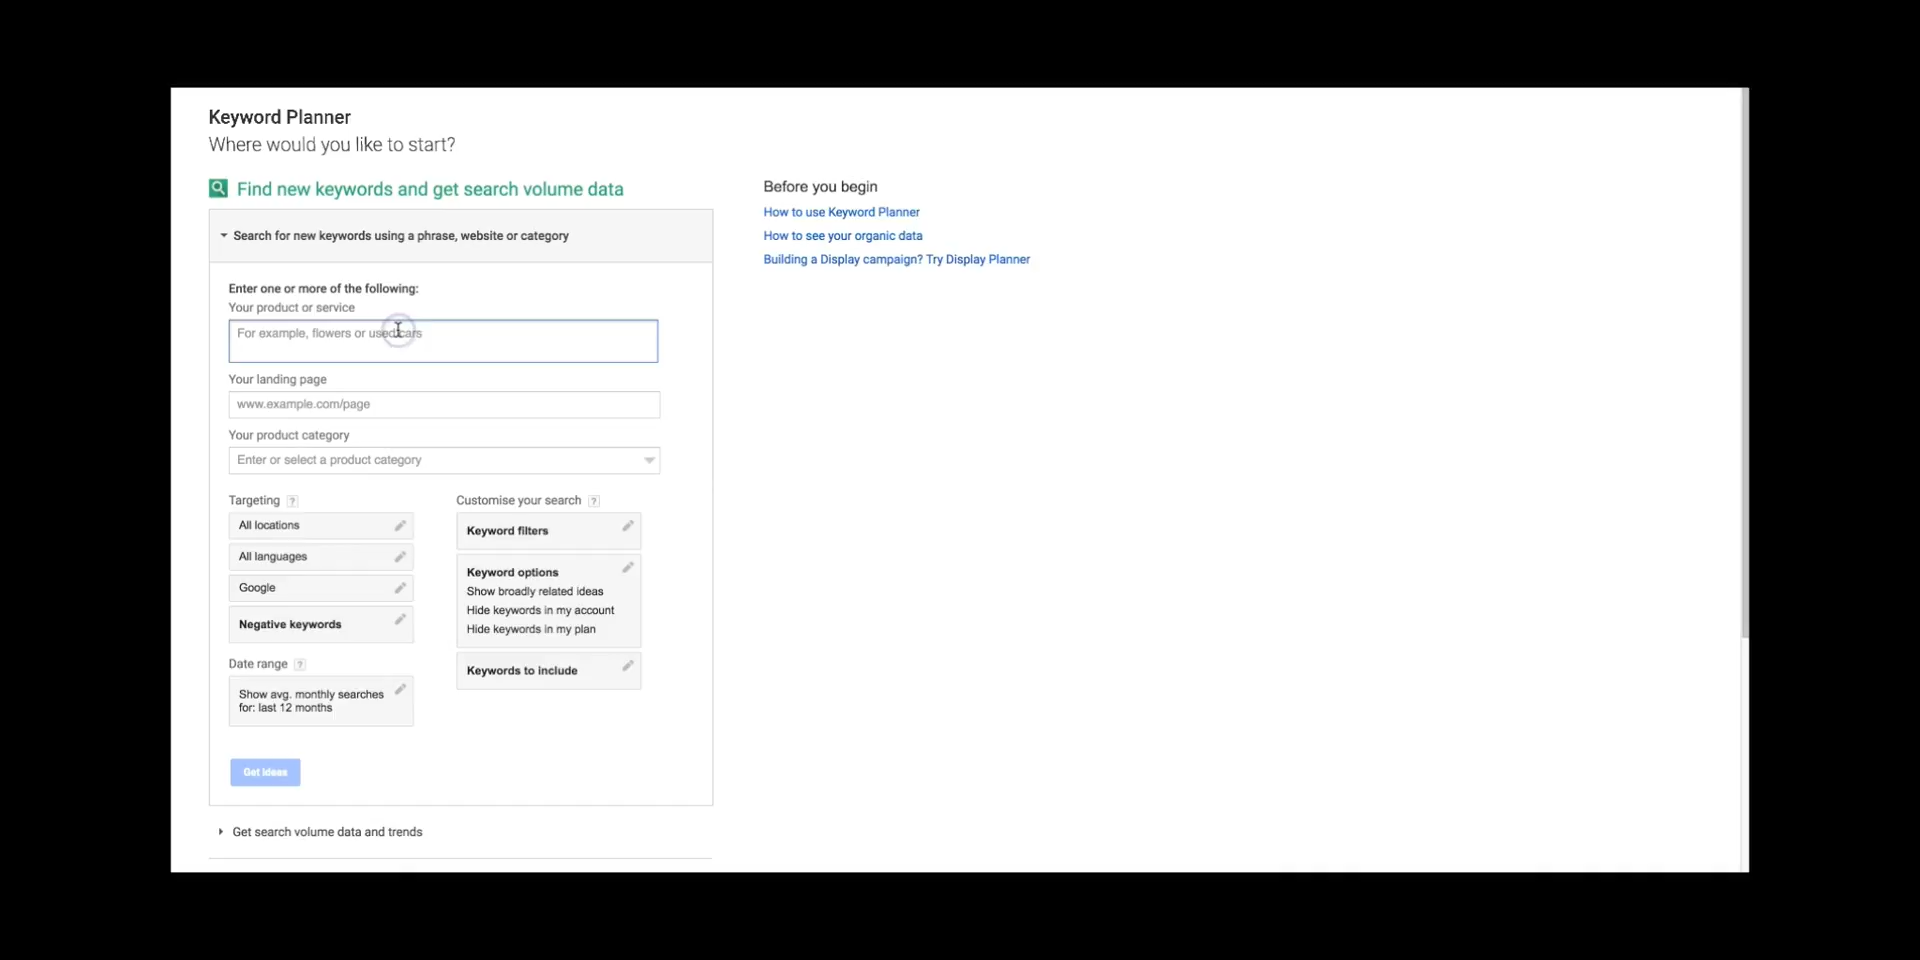 Keyword Planner
Where would you like to start?
Find new keywords and get search volume data
Search for new keywords using a phrase, website or category
Enter one or more of the following:
Your product or service
For example, flowers or used cars
Your landing page
www.example.com/page
Your product category
Enter or select a product category
Targeting ?
All locations
All languages
Google
Negative keywords
Date range ?
Show avg. monthly searches
for: last 12 months
Customise your search ?
Keyword filters
Keyword options
Show broadly related ideas
Hide keywords in my account
Hide keywords in my plan
Keywords to include
Get ideas
Get search volume data and trends
Before you begin
How to use Keyword Planner
How to see your organic data
Building a Display campaign? Try Display Planner